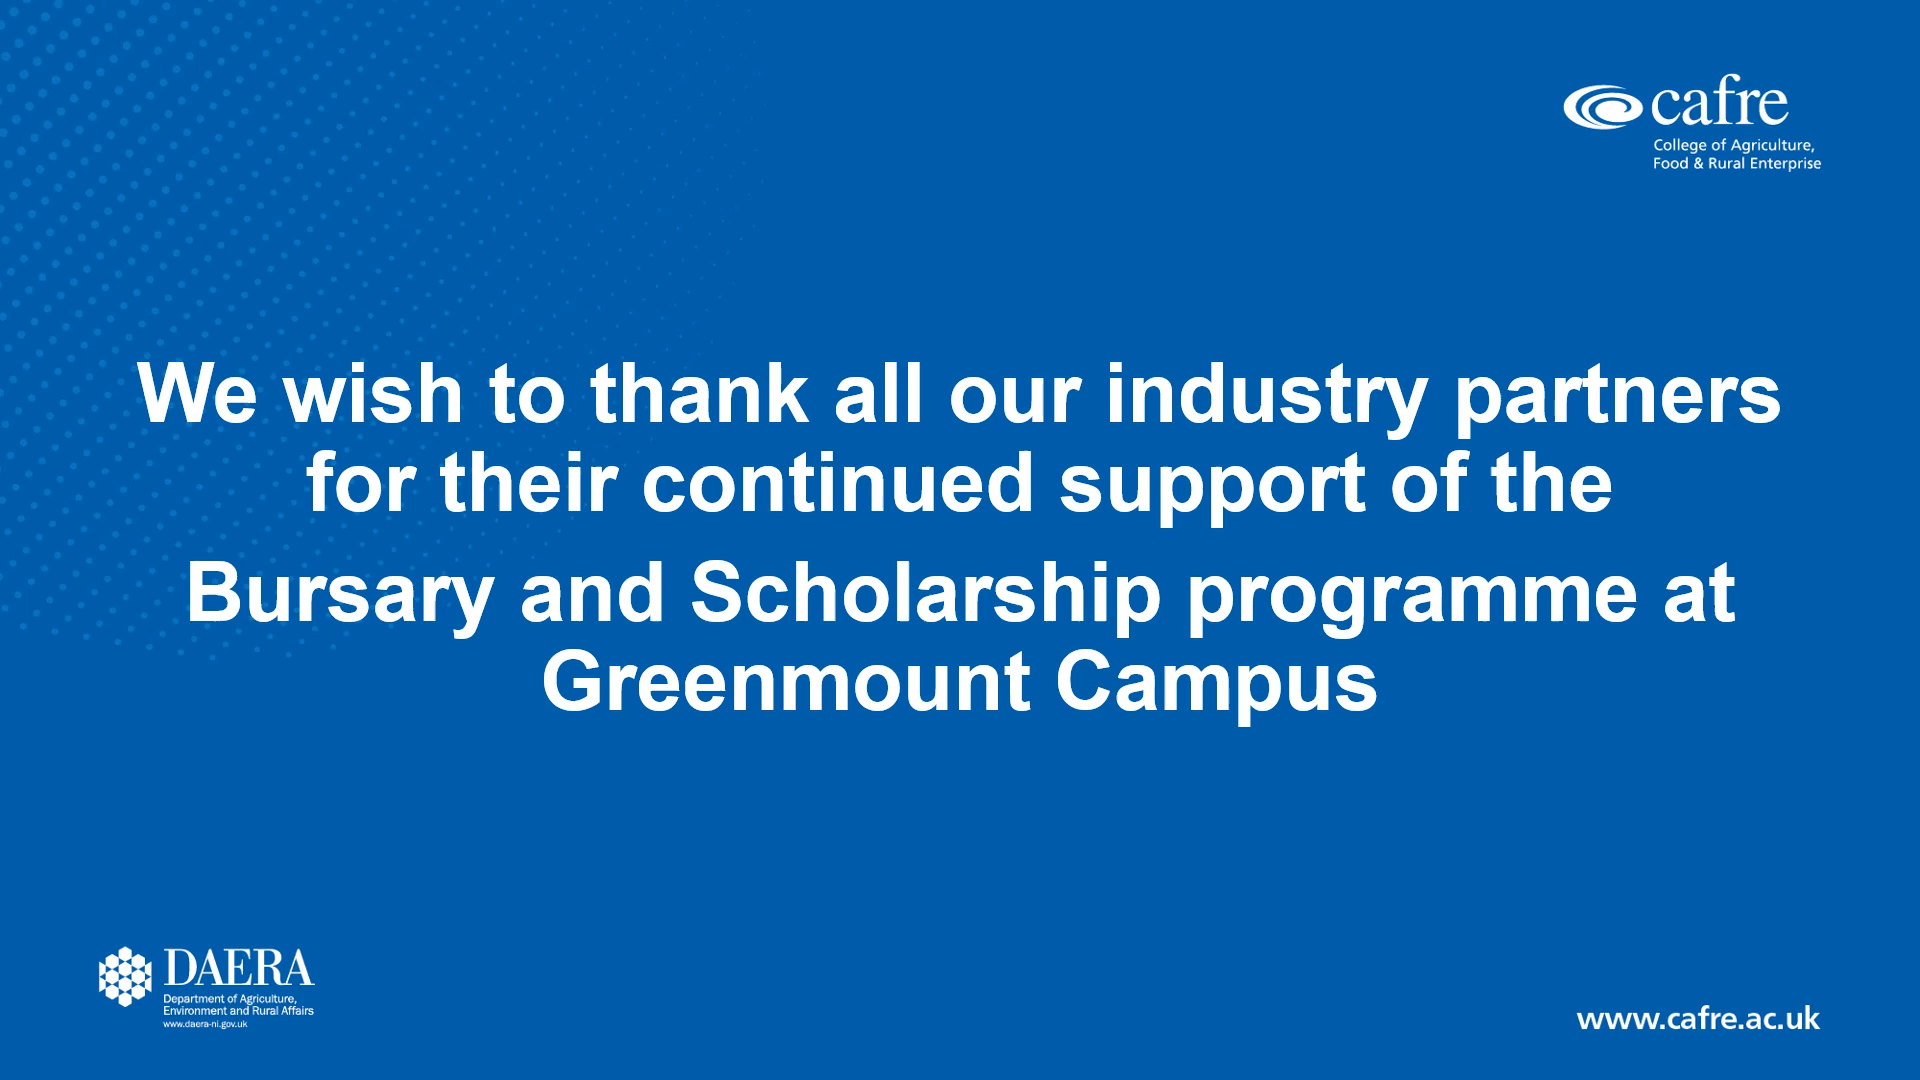 cafre
College of Agriculture,
Food & Rural Enterprise
We wish to thank all our industry partners
for their continued support of the
Bursary and Scholarship programme at
Greenmount Campus
DAERA
Department of Agriculture,
Environment and Rural Affairs
www.daera-ni.gov.uk
www.cafre.ac.uk